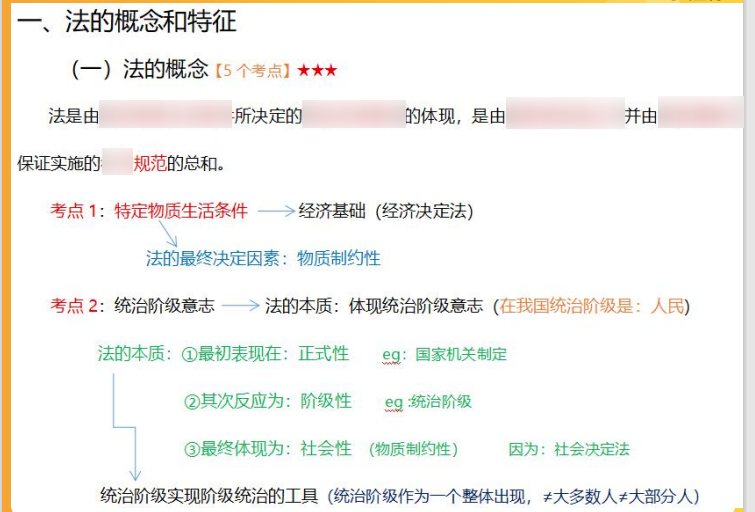 一、法的概念和特征
（一）法的概念【5 个考点】★★★
法是由 所决定的 的体现，是由 并由
保证实施的 规范的总和。
考点 1：特定物质生活条件 → 经济基础（经济决定法）
法的最终决定因素：物质制约性
考点 2：统治阶级意志 → 法的本质：体现统治阶级意志（在我国统治阶级是：人民)
法的本质：①最初表现在：正式性 eg：国家机关制定
②其次反应为：阶级性 eg :统治阶级
③最终体现为：社会性 （物质制约性） 因为：社会决定法
统治阶级实现阶级统治的工具（统治阶级作为一个整体出现，≠大多数人≠大部分人）